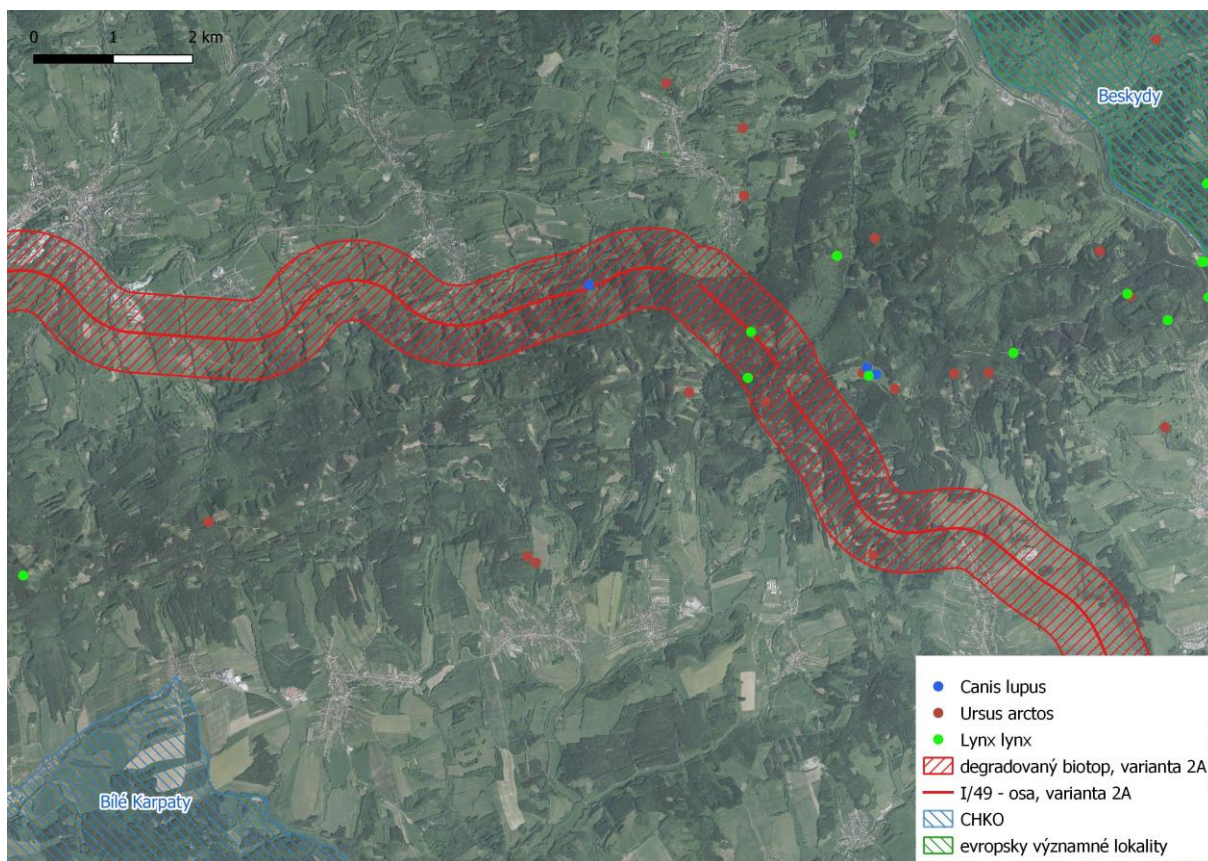 0 1 2 km
Beskydy
Bílé Karpaty
Canis lupus
Ursus arctos
Lynx lynx
degradovaný biotop, varianta 2A
I/49 - osa, varianta 2A
CHKO
evropsky významné lokality